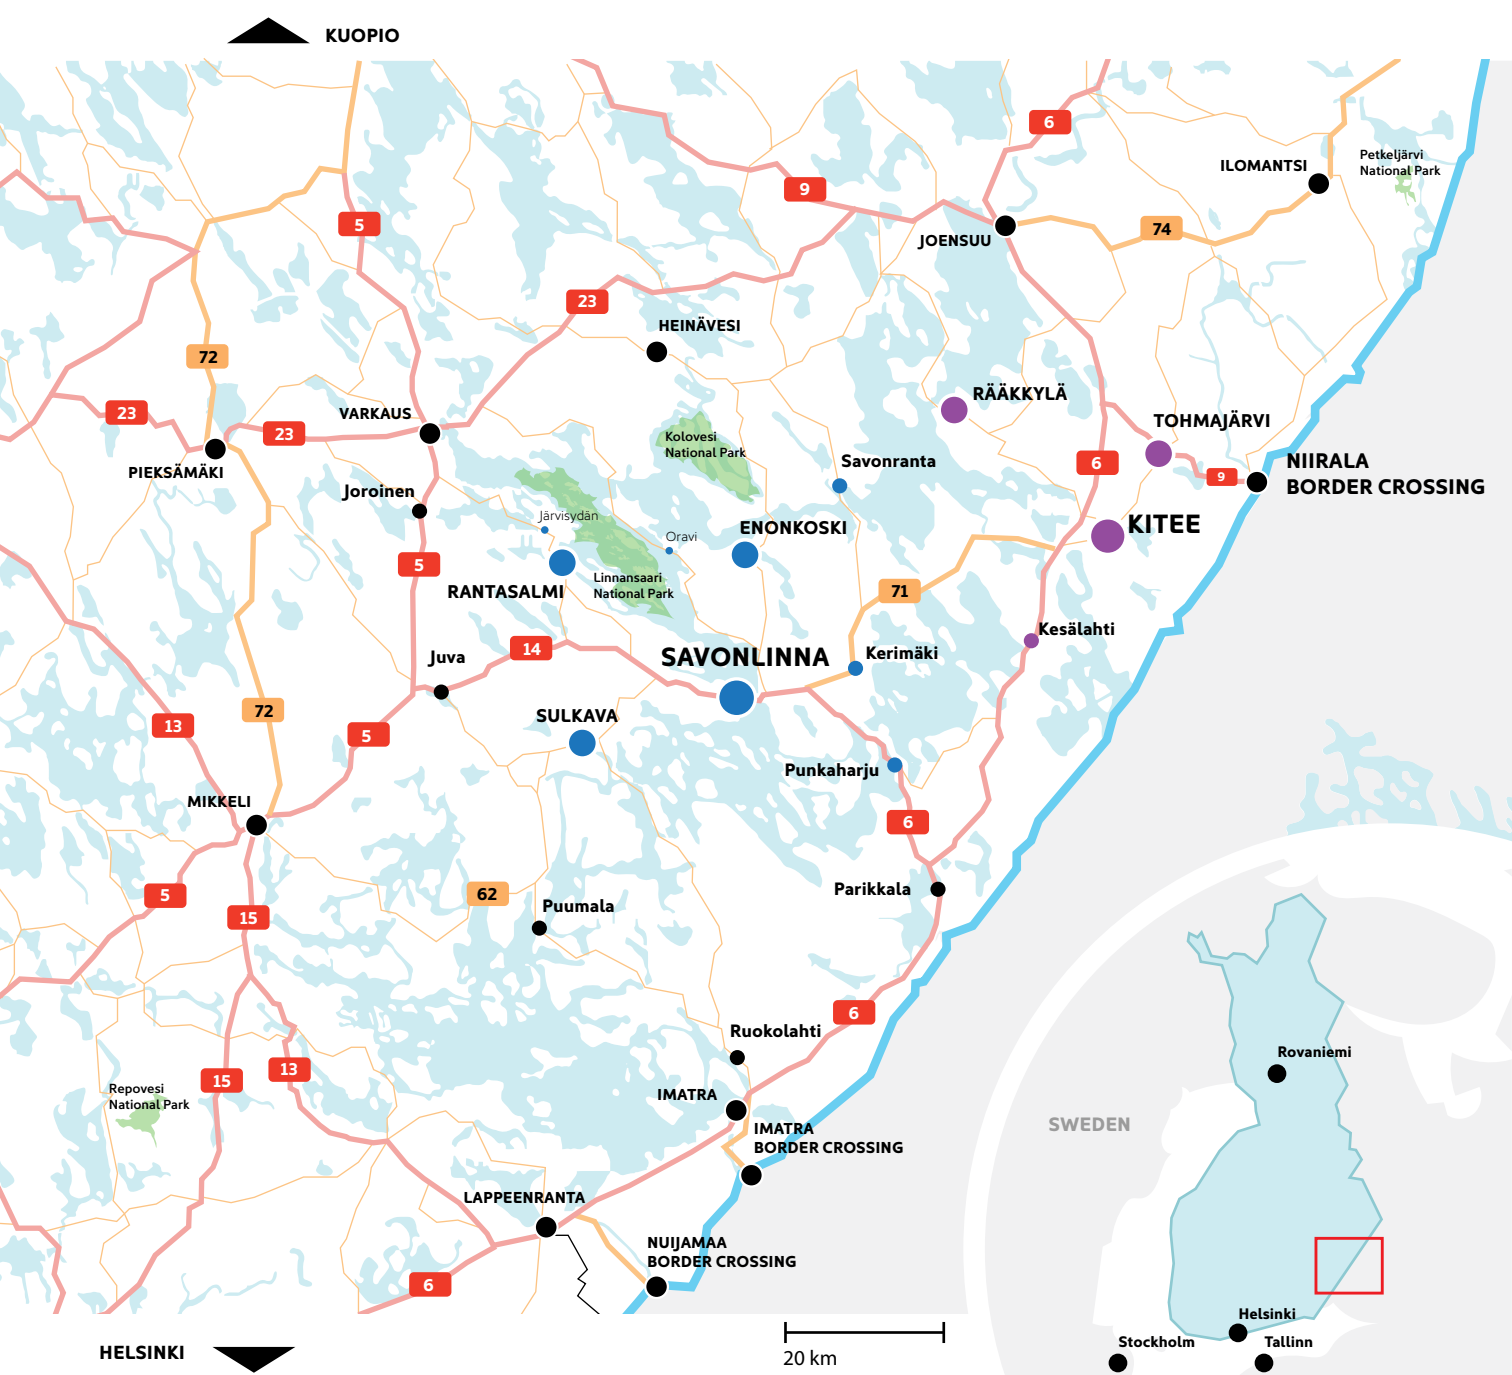 KUOPIO
6
Petkeljärvi
National Park
ILOMANTSI
9
5
74
JOENSUU
23
HEINÄVESI
72
RÄÄKKYLÄ
23
VARKAUS
TOHMAJÄRVI
23
Kolovesi
National Park
PIEKSÄMÄKI
Savonranta
6
9
NIIRALA
BORDER CROSSING
Joroinen
Järvisydän
Oravi
ENONKOSKI
KITEE
5
RANTASALMI
Linnansaari
National Park
71
Kesälahti
14
Juva
SAVONLINNA
Kerimäki
72
13
5
SULKAVA
Punkaharju
MIKKELI
6
5
62
Parikkala
15
Puumala
6
Ruokolahti
13
15
Repovesi
National Park
IMATRA
IMATRA
BORDER CROSSING
LAPPEENRANTA
NUIJAMAA
BORDER CROSSING
6
HELSINKI
20 km
Rovaniemi
SWEDEN
Helsinki
Stockholm
Tallinn